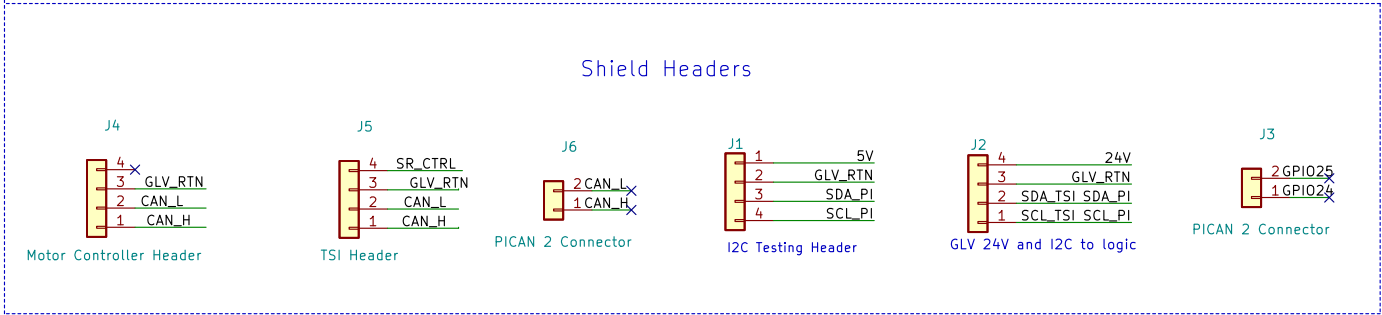 Shield Headers
J4
4
3 GLV_RTN
2 CAN_L
1 CAN_H
Motor Controller Header
J5
4 SR_CTRL
3 GLV_RTN
2 CAN_L
1 CAN_H
TSI Header
J6
2 CAN_L
1 CAN_H
PICAN 2 Connector
J1
1 5V
2 GLV_RTN
3 SDA_PI
4 SCL_PI
I2C Testing Header
J2
4 24V
3 GLV_RTN
2 SDA_TSI SDA_PI
1 SCL_TSI SCL_PI
GLV 24V and I2C to logic
J3
2 GPIO25
1 GPIO24
PICAN 2 Connector